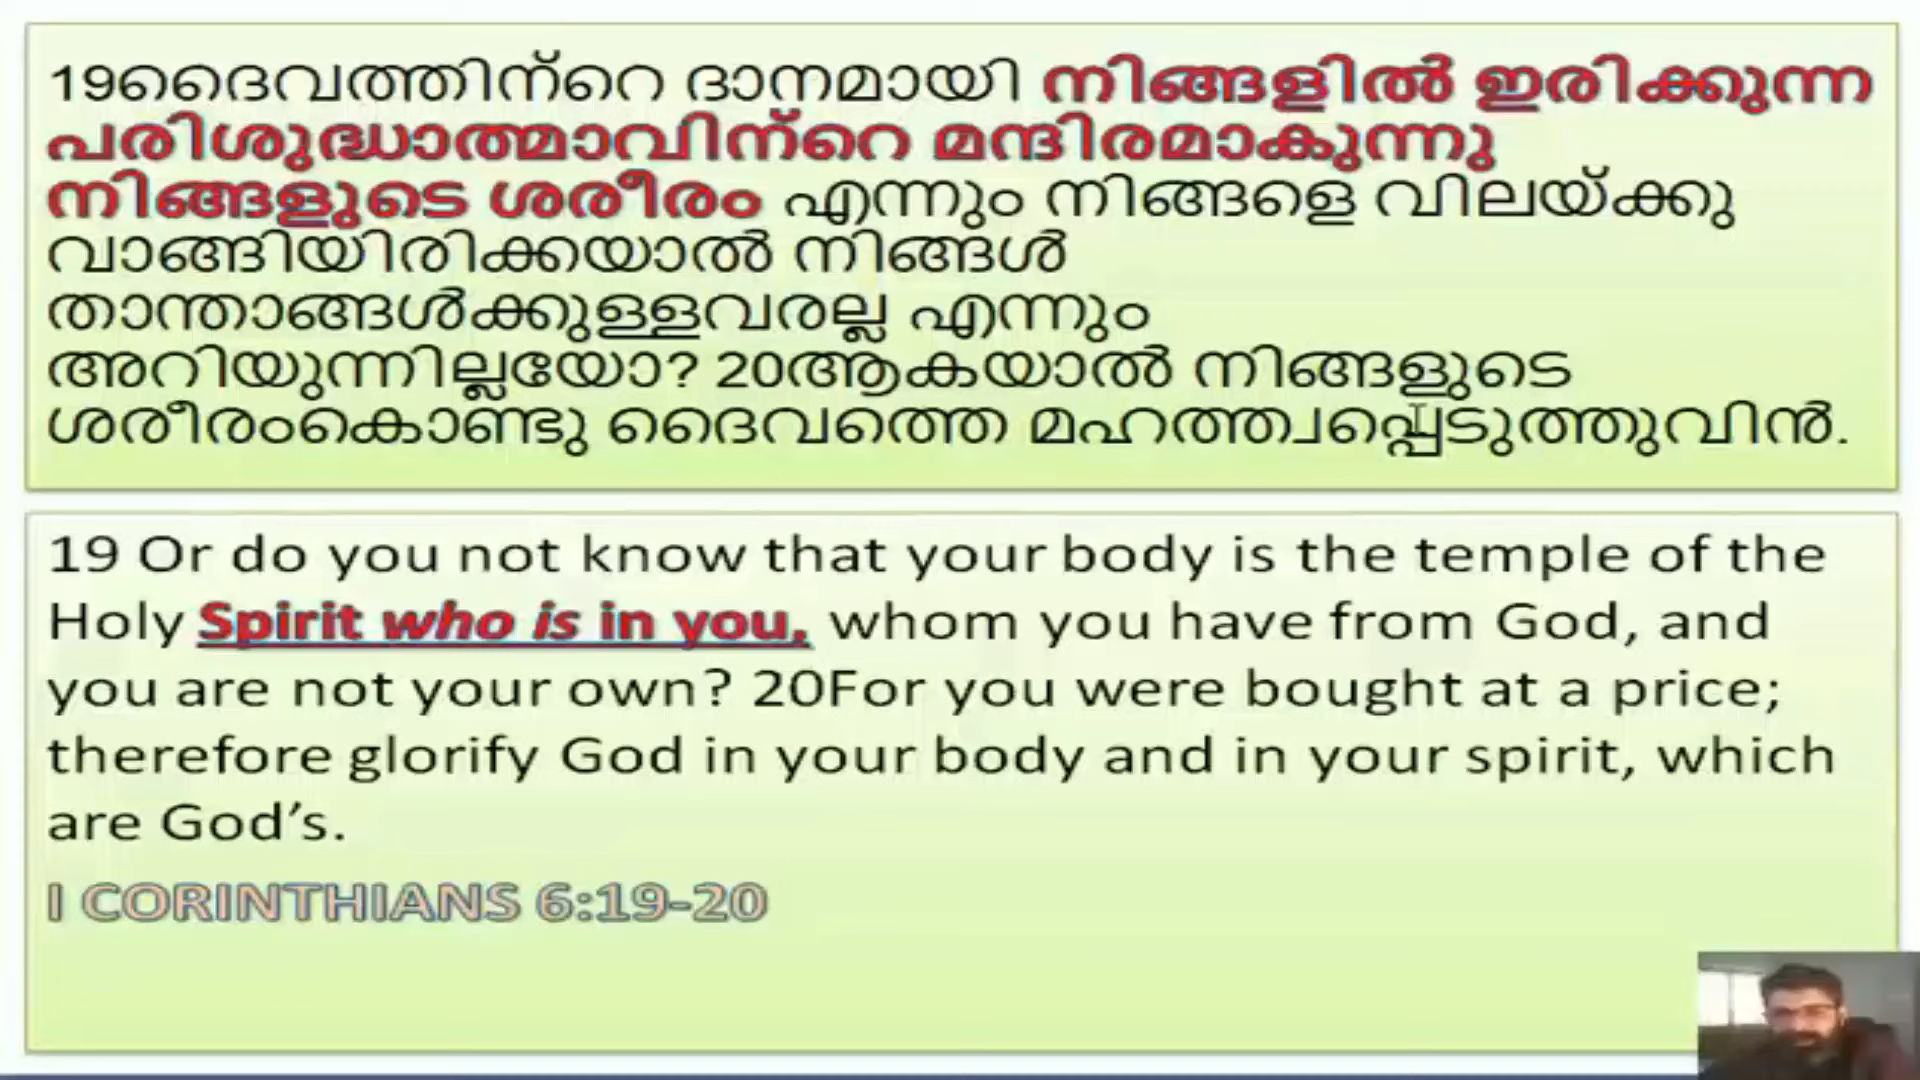 19ദൈവത്തിന്റെ ദാനമായി നിങ്ങളിൽ ഇരിക്കുന്ന
പരിശുദ്ധാത്മാവിന്റെ മന്ദിരമാകുന്നു
നിങ്ങളുടെ ശരീരം എന്നും നിങ്ങളെ വിലയ്ക്കു
വാങ്ങിയിരിക്കയാൽ നിങ്ങൾ
താന്താങ്ങൾക്കുള്ളവരല്ല എന്നും
അറിയുന്നില്ലയോ? 20ആകയാൽ നിങ്ങളുടെ
ശരീരംകൊണ്ടു ദൈവത്തെ മഹത്ത്വപ്പെടുത്തുവിൻ.
19 Or do you not know that your body is the temple of the
Holy Spirit who is in you, whom you have from God, and
you are not your own? 20For you were bought at a price;
therefore glorify God in your body and in your spirit, which
are God’s.
I CORINTHIANS 6:19-20